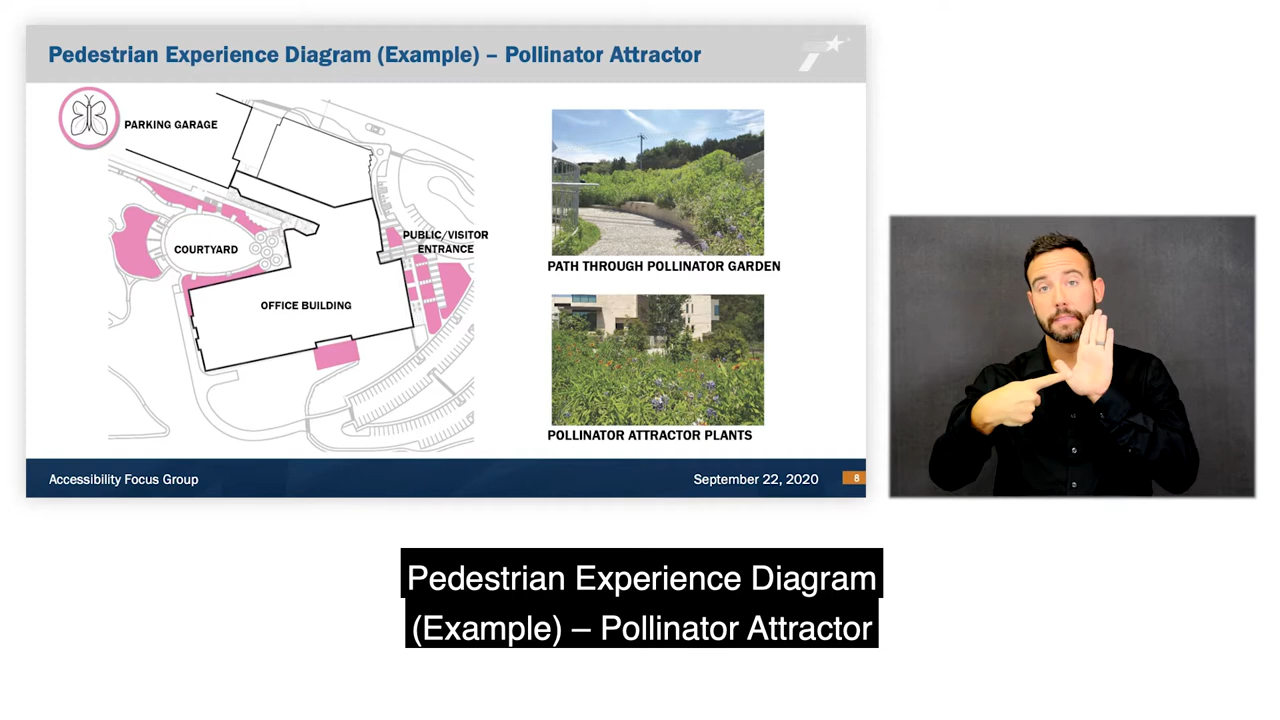 Pedestrian Experience Diagram (Example) – Pollinator Attractor
PARKING GARAGE
COURTYARD
PUBLIC/VISITOR
ENTRANCE
OFFICE BUILDING
PATH THROUGH POLLINATOR GARDEN
POLLINATOR ATTRACTOR PLANTS
Accessibility Focus Group
September 22, 2020
8
Pedestrian Experience Diagram
(Example) – Pollinator Attractor